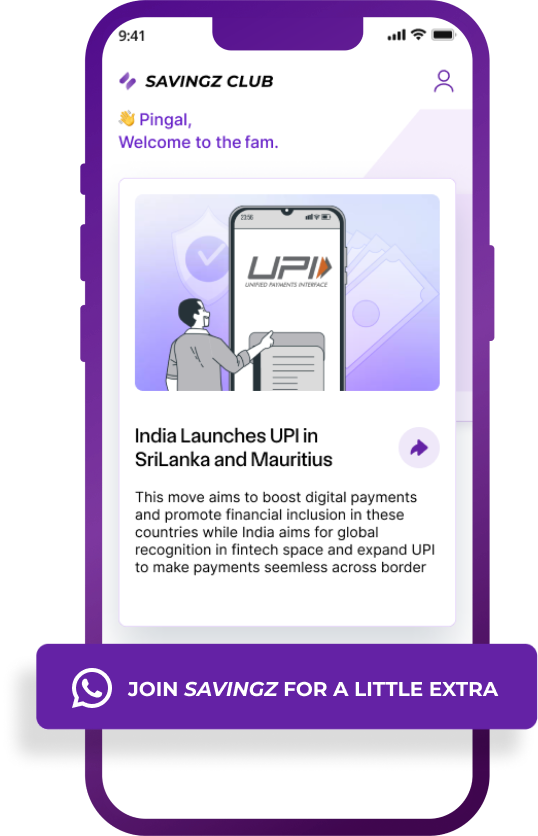 9:41
SAVINGZ CLUB
👋 Pingal,
Welcome to the fam.
23:50
UPI
UNIFIED PAYMENTS INTERFACE
India Launches UPI in
SriLanka and Mauritius
This move aims to boost digital payments
and promote financial inclusion in these
countries while India aims for global
recognition in fintech space and expand UPI
to make payments seemless across border
JOIN SAVINGZ FOR A LITTLE EXTRA